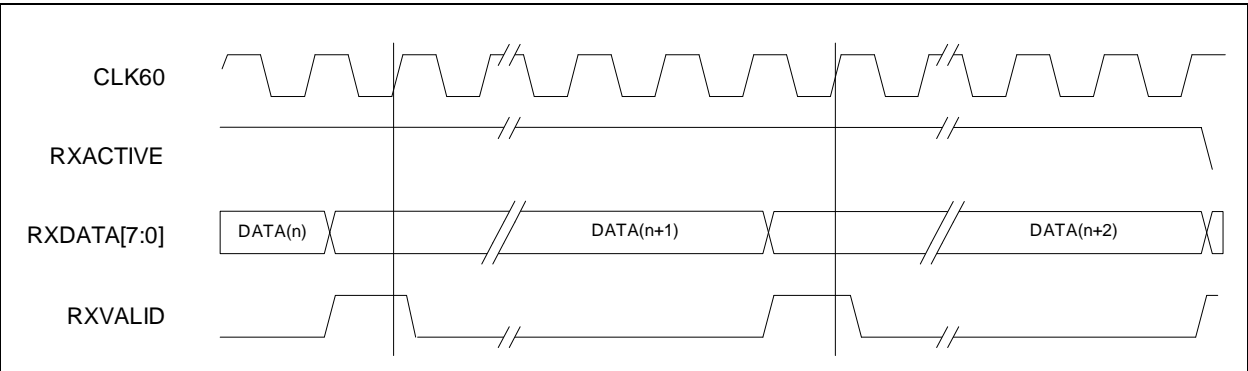 CLK60
RXACTIVE
RXDATA[7:0] DATA(n) DATA(n+1) DATA(n+2)
RXVALID